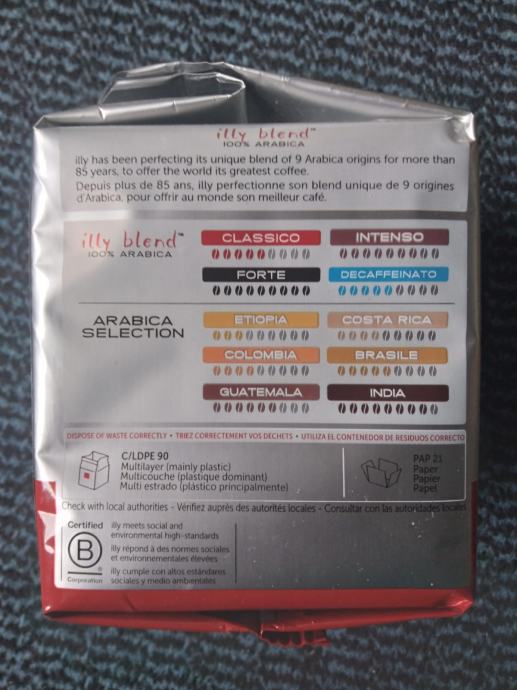 illy blend™
100% ARABICA
illy has been perfecting its unique blend of 9 Arabica origins for more than
85 years, to offer the world its greatest coffee.
Depuis plus de 85 ans, illy perfectionne son blend unique de 9 origines
d'Arabica, pour offrir au monde son meilleur café.
illy blend™
100% ARABICA
CLASSICO
INTENSO
FORTE
DECAFFEINATO
ARABICA
SELECTION
ETIOPIA
COSTA RICA
COLOMBIA
BRASILE
GUATEMALA
INDIA
DISPOSE OF WASTE CORRECTLY • TRIEZ CORRECTEMENT VOS DÉCHETS • UTILIZA EL CONTENEDOR DE RESIDUOS CORRECTO
C/LDPE 90
Multilayer (mainly plastic)
Multicouche (plastique dominant)
Multi estrado (plástico principalmente)
PAP 21
Paper
Papier
Papel
Check with local authorities - Vérifiez auprès des autorités locales - Consultar con las autoridades locales
Certified
B
Corporation
illy meets social and
environmental high-standards
illy répond à des normes sociales
et environnementales élevées
illy cumple con altos estándares
sociales y medio ambientales